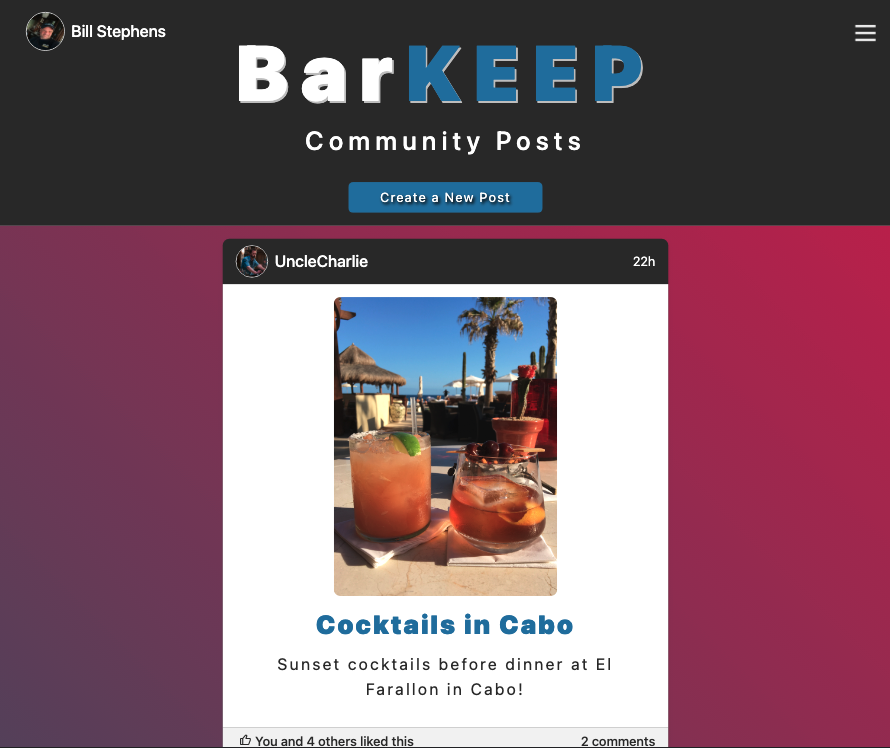 Bill Stephens
BarKEEP
Community Posts
Create a New Post
UncleCharlie
22h
Cocktails in Cabo
Sunset cocktails before dinner at El
Farallon in Cabo!
You and 4 others liked this
2 comments